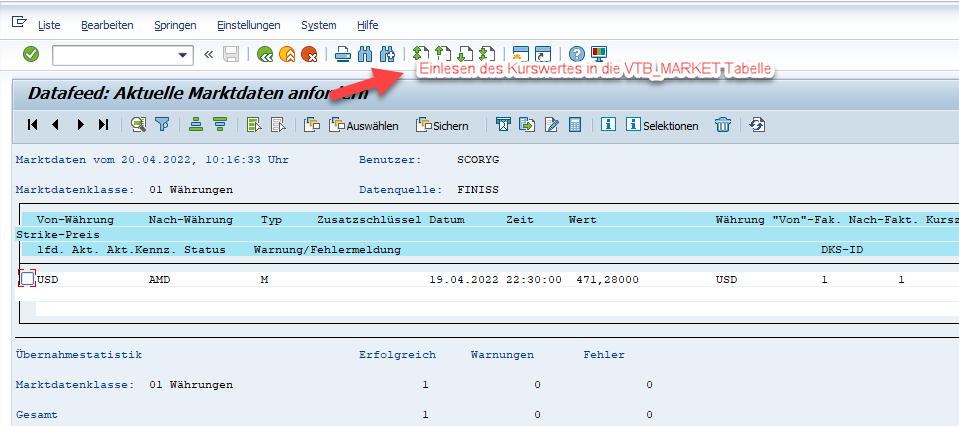 Liste Bearbeiten Springen Einstellungen System Hilfe
Einlesen des Kurswertes in die VTB_MARKET Tabelle
Datafeed: Aktuelle Marktdaten anfordern
Auswählen Sichern Selektionen
Marktdaten vom 20.04.2022, 10:16:33 Uhr Benutzer: SCORYG
Marktdatenklasse: 01 Währungen Datenquelle: FINISS
Von-Währung Nach-Währung Typ Zusatzschlüssel Datum Zeit Wert Währung "Von"-Fak. Nach-Fakt. Kursz
Strike-Preis
lfd. Akt. Akt.Kennz. Status Warnung/Fehlermeldung DKS-ID
USD AMD M 19.04.2022 22:30:00 471,28000 USD 1 1
Übernahmestatistik Erfolgreich Warnungen Fehler
Marktdatenklasse: 01 Währungen 1 0 0
Gesamt 1 0 0